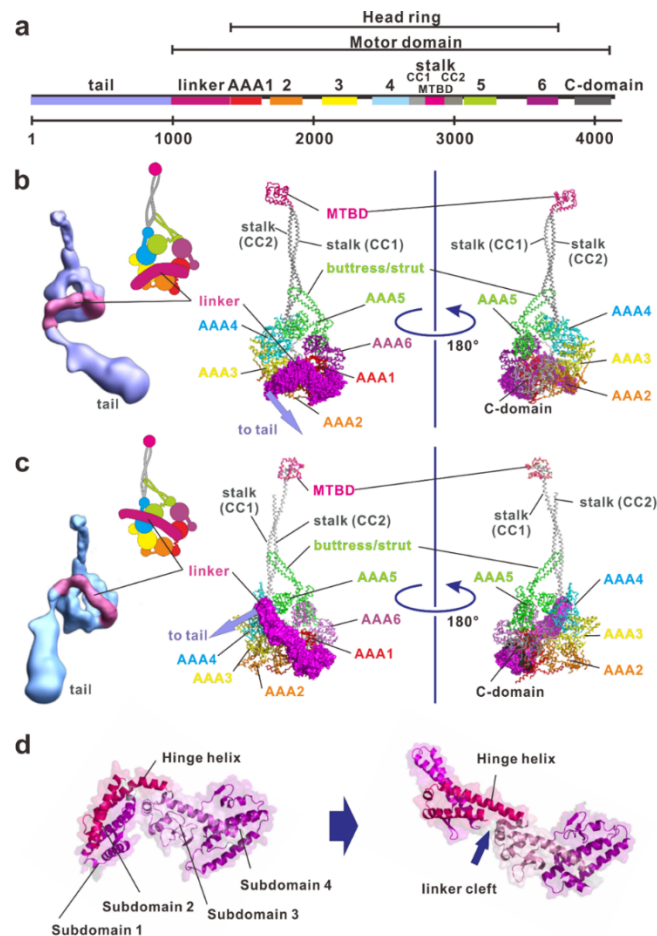 a
Head ring
Motor domain
stalk
CC1 CC2
tail linker AAA1 2 3 4 MTBD 5 6 C-domain
1 1000 2000 3000 4000
b
MTBD
stalk
(CC2)
stalk (CC1)
stalk (CC1)
stalk
(CC2)
buttress/strut
linker
AAA5
AAA5
AAA4
AAA4
AAA6
180°
AAA3
AAA3
AAA1
tail
AAA2
AAA2
C-domain
to tail
c
MTBD
stalk
(CC1)
stalk (CC2)
stalk (CC2)
stalk
(CC1)
buttress/strut
linker
AAA5
AAA5
AAA4
to tail
AAA6
180°
AAA4
AAA1
AAA3
AAA3
AAA2
AAA2
tail
C-domain
d
Hinge helix
Hinge helix
Subdomain 4
linker cleft
Subdomain 2
Subdomain 3
Subdomain 1